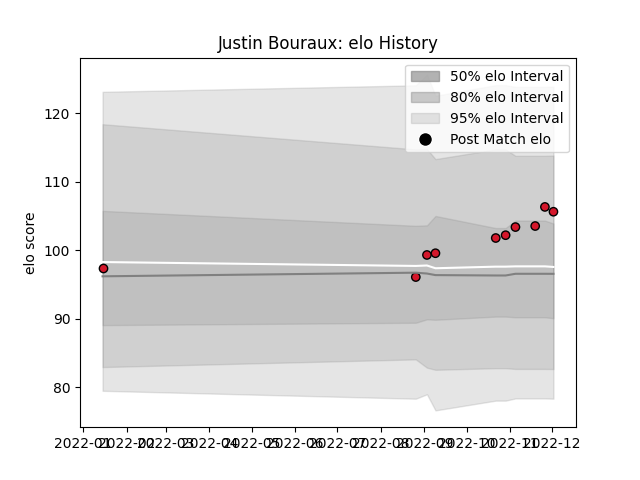 Justin Bouraux: elo History
50% elo Interval
80% elo Interval
95% elo Interval
Post Match elo
elo score
120
110
100
90
80
2022-01 2022-02 2022-03 2022-04 2022-05 2022-06 2022-07 2022-08 2022-09 2022-10 2022-11 2022-12